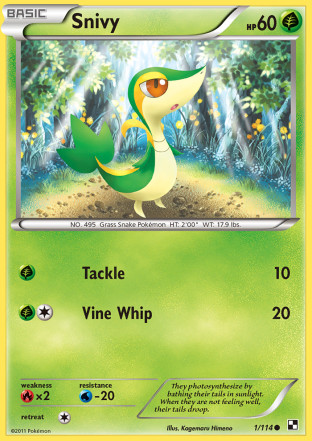 BASIC
Snivy
HP60
NO. 495 Grass Snake Pokémon HT: 2'00" WT: 17.9 lbs.
Tackle 10
Vine Whip 20
weakness
×2
resistance
-20
retreat
They photosynthesize by
bathing their tails in sunlight.
When they are not feeling well,
their tails droop.
©2011 Pokémon
Illus. Kagemaru Himeno
1/114